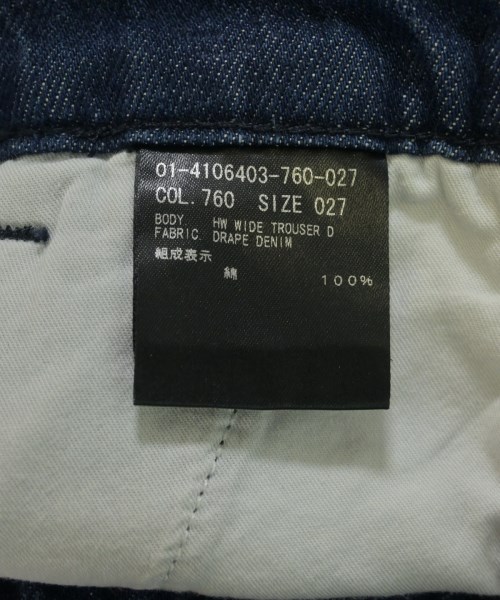 01-4106403-760-027
COL. 760 SIZE 027
BODY HW WIDE TROUSER D
FABRIC DRAPE DENIM
組成表示
綿 100%